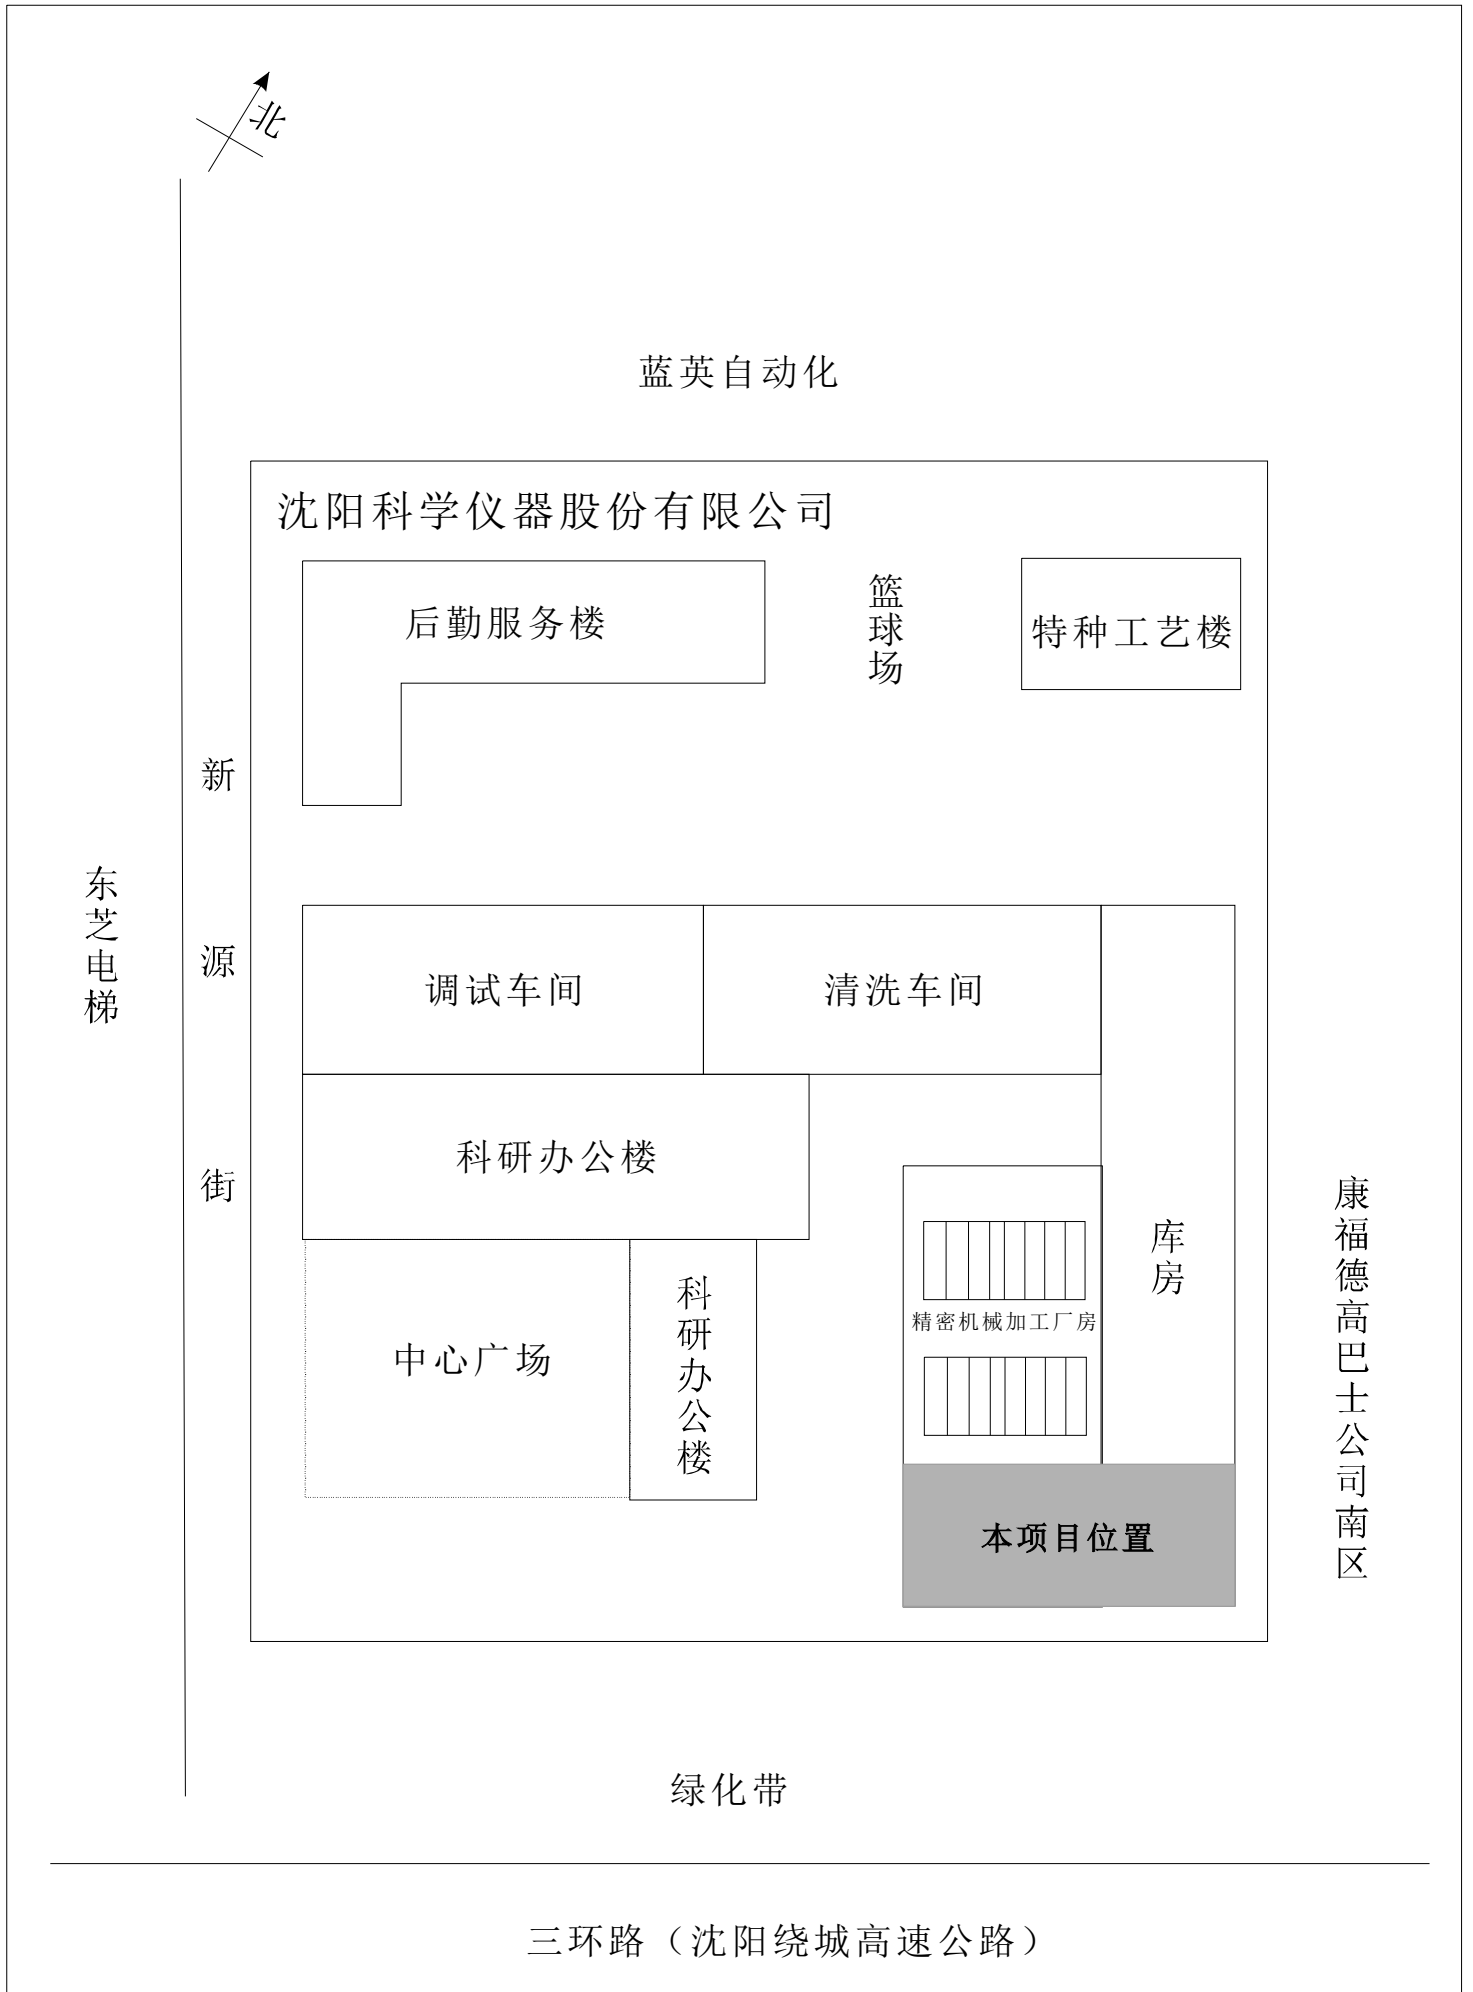 北
蓝英自动化
沈阳科学仪器股份有限公司
后勤服务楼
篮球场
特种工艺楼
新源街
东芝电梯
调试车间
清洗车间
科研办公楼
库房
康福德高巴士公司南区
精密机械加工厂房
中心广场
科研办公楼
本项目位置
绿化带
三环路（沈阳绕城高速公路）